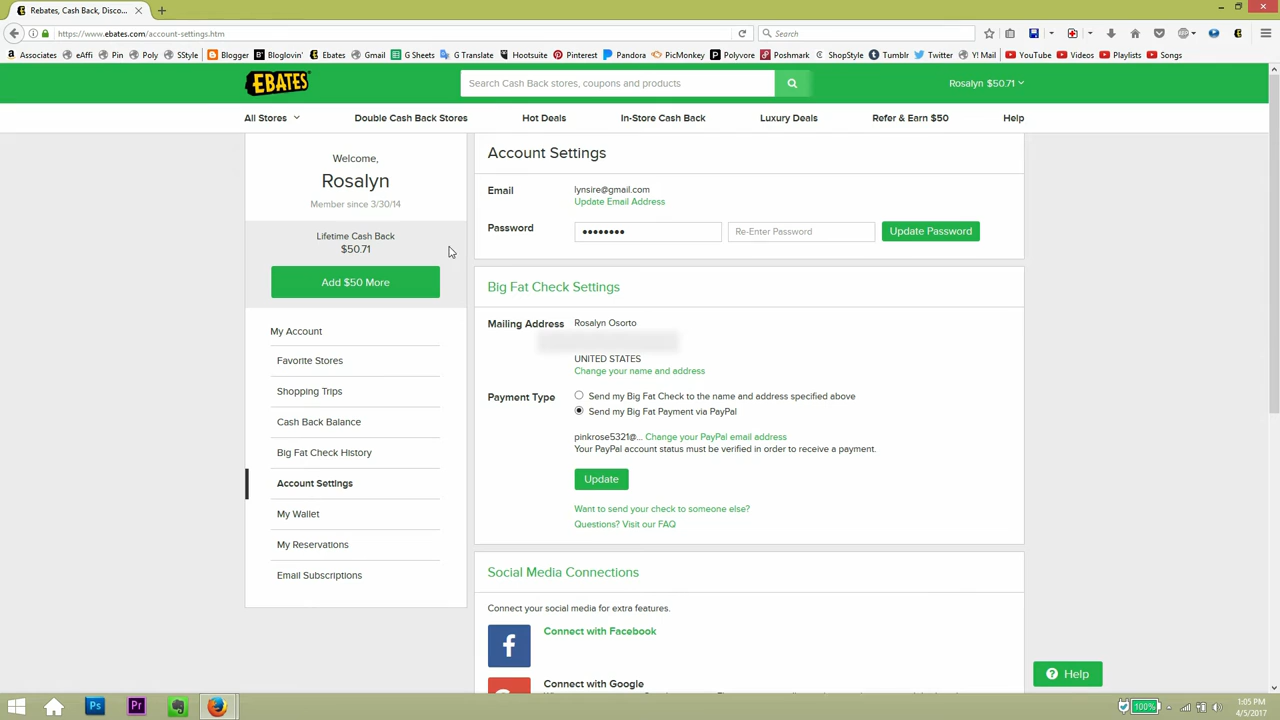 Rebates, Cash Back, Disco...
https://www.ebates.com/account-settings.htm
Search
Associates eAffi Pin Poly SStyle Blogger Bloglovin' Ebates Gmail G Sheets G Translate Hootsuite Pinterest Pandora PicMonkey Polyvore Poshmark ShopStyle Tumblr Twitter Y! Mail YouTube Videos Playlists Songs
EBATES
Search Cash Back stores, coupons and products
Rosalyn $50.71
All Stores Double Cash Back Stores Hot Deals In-Store Cash Back Luxury Deals Refer & Earn $50 Help
Welcome,
Rosalyn
Member since 3/30/14
Lifetime Cash Back
$50.71
Add $50 More
My Account
Favorite Stores
Shopping Trips
Cash Back Balance
Big Fat Check History
Account Settings
My Wallet
My Reservations
Email Subscriptions
Account Settings
Email lynsire@gmail.com
Update Email Address
Password •••••••• Re-Enter Password Update Password
Big Fat Check Settings
Mailing Address Rosalyn Osorto
UNITED STATES
Change your name and address
Payment Type Send my Big Fat Check to the name and address specified above
Send my Big Fat Payment via PayPal
pinkrose5321@... Change your PayPal email address
Your PayPal account status must be verified in order to receive a payment.
Update
Want to send your check to someone else?
Questions? Visit our FAQ
Social Media Connections
Connect your social media for extra features.
f Connect with Facebook
Connect with Google
Help
Ps Pr
100%
1:05 PM
4/5/2017